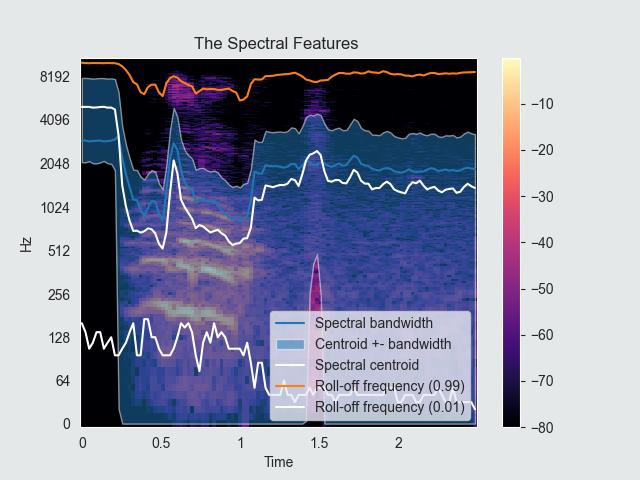 The Spectral Features
8192
4096
2048
1024
512
256
128
64
0
Hz
0
0.5
1
1.5
2
Time
Spectral bandwidth
Centroid +- bandwidth
Spectral centroid
Roll-off frequency (0.99)
Roll-off frequency (0.01)
−10
−20
−30
−40
−50
−60
−70
−80